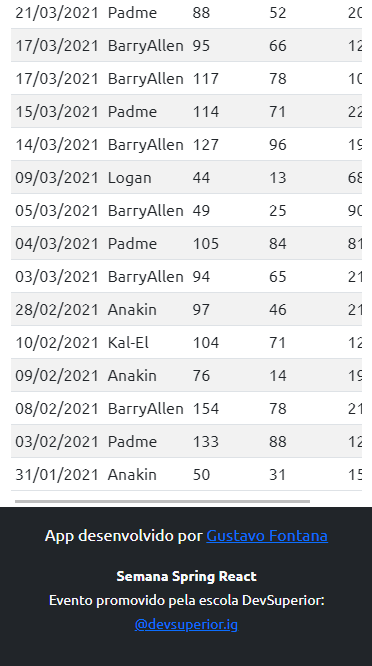 21/03/2021 Padme 88 52 20
17/03/2021 BarryAllen 95 66 12
17/03/2021 BarryAllen 117 78 10
15/03/2021 Padme 114 71 22
14/03/2021 BarryAllen 127 96 19
09/03/2021 Logan 44 13 68
05/03/2021 BarryAllen 49 25 90
04/03/2021 Padme 105 84 81
03/03/2021 BarryAllen 94 65 21
28/02/2021 Anakin 97 46 21
10/02/2021 Kal-El 104 71 12
09/02/2021 Anakin 76 14 19
08/02/2021 BarryAllen 154 78 21
03/02/2021 Padme 133 88 12
31/01/2021 Anakin 50 31 15
App desenvolvido por Gustavo Fontana
Semana Spring React
Evento promovido pela escola DevSuperior:
@devsuperior.ig